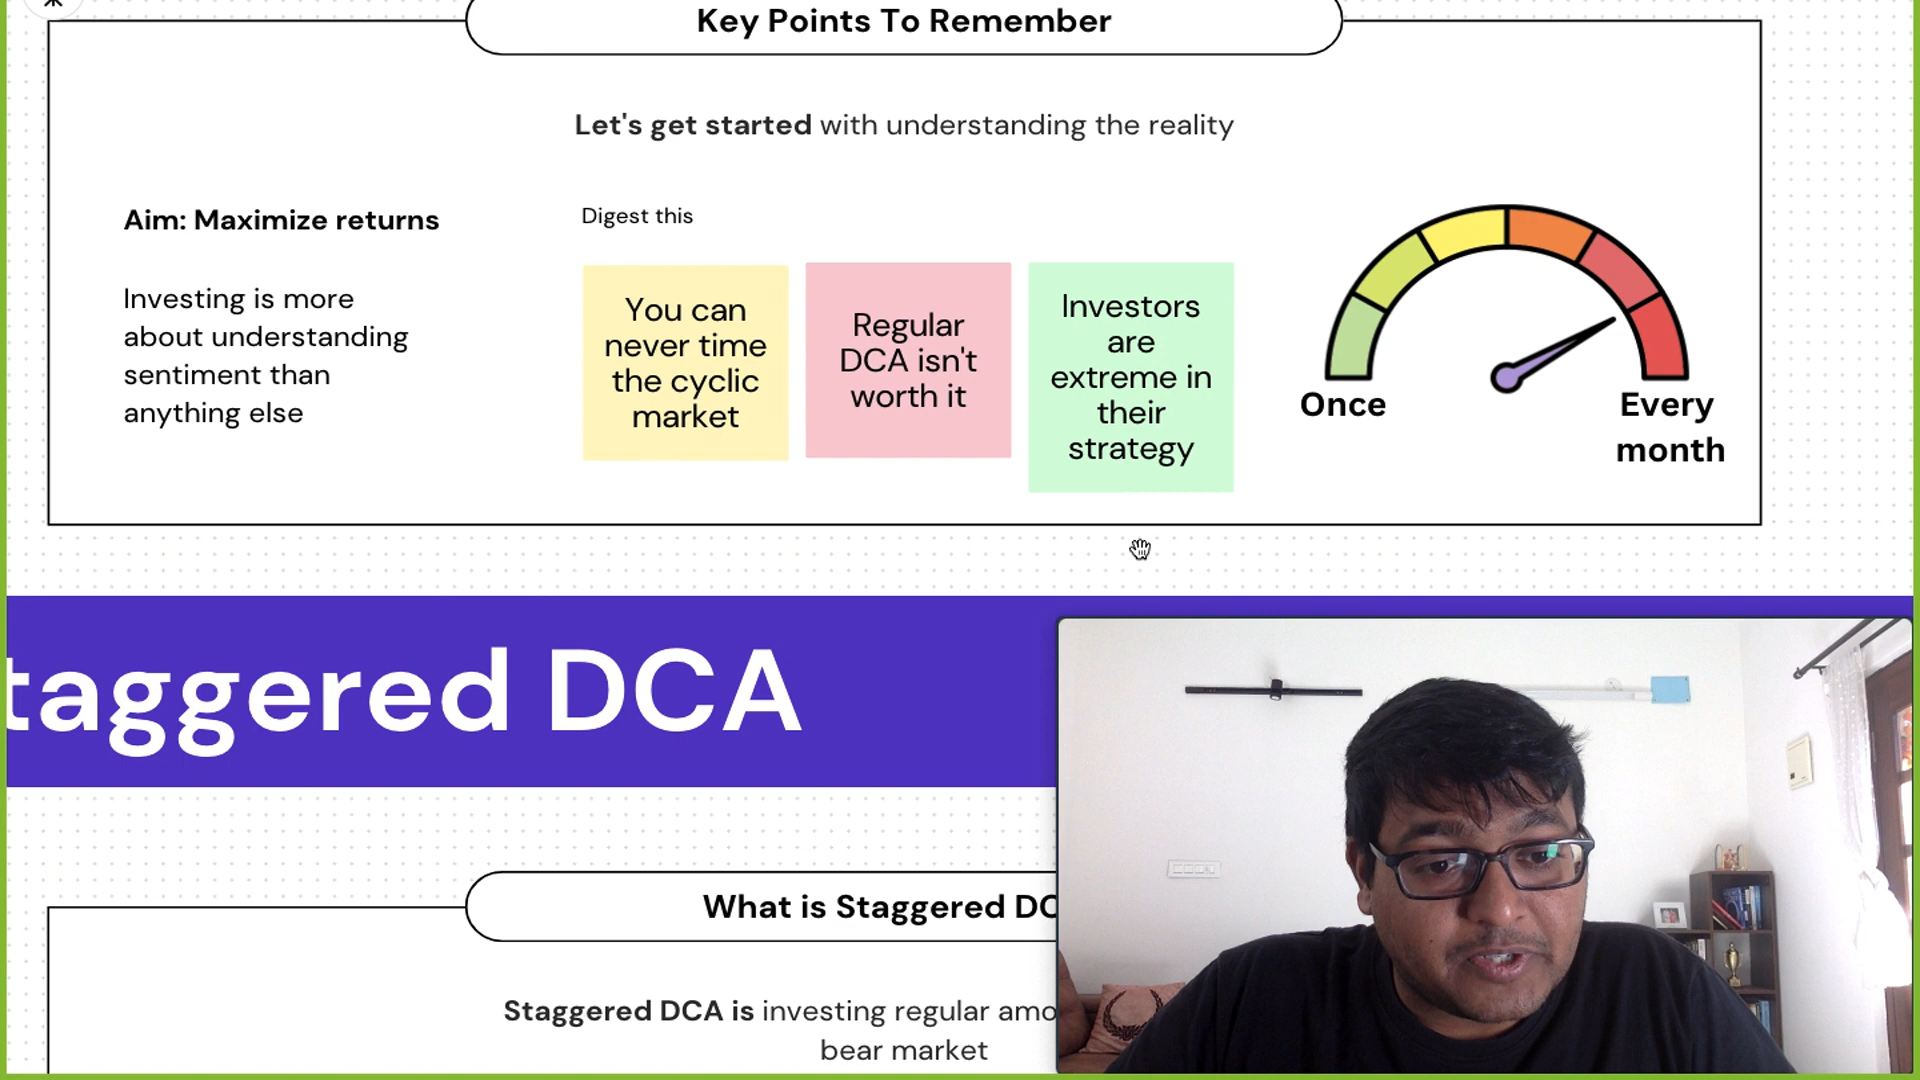 Key Points To Remember
Let's get started with understanding the reality
Aim: Maximize returns
Investing is more
about understanding
sentiment than
anything else
Digest this
You can
never time
the cyclic
market
Regular
DCA isn't
worth it
Investors
are
extreme in
their
strategy
Once
Every
month
taggered DCA
What is Staggered DC
Staggered DCA is investing regular amo
bear market